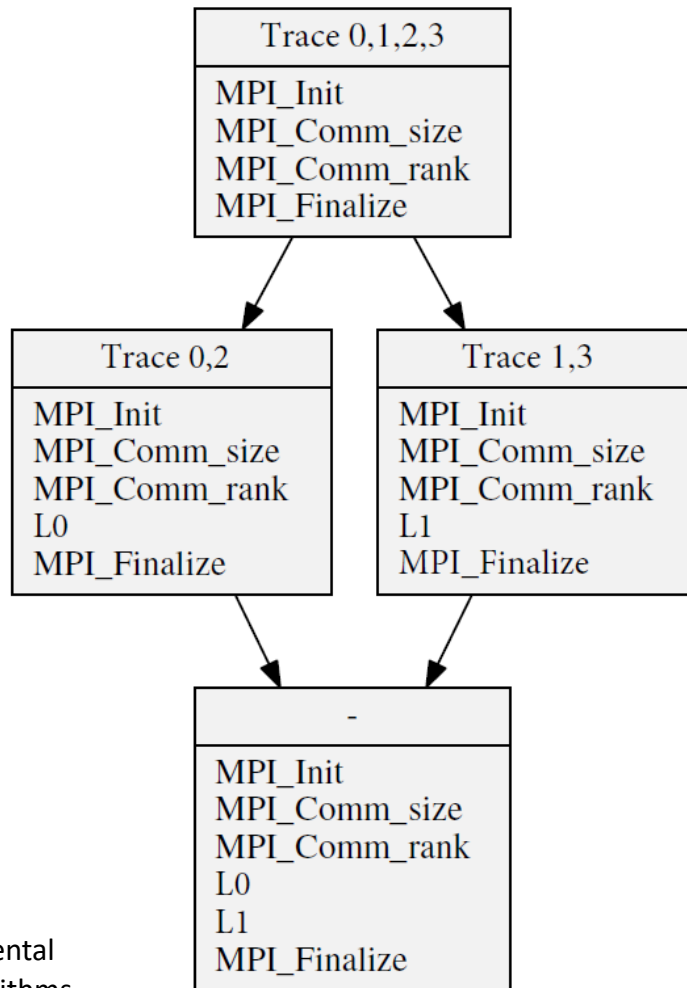 Trace 0,1,2,3
MPI_Init
MPI_Comm_size
MPI_Comm_rank
MPI_Finalize
Trace 0,2
MPI_Init
MPI_Comm_size
MPI_Comm_rank
L0
MPI_Finalize
Trace 1,3
MPI_Init
MPI_Comm_size
MPI_Comm_rank
L1
MPI_Finalize
-
MPI_Init
MPI_Comm_size
MPI_Comm_rank
L0
L1
MPI_Finalize
ental